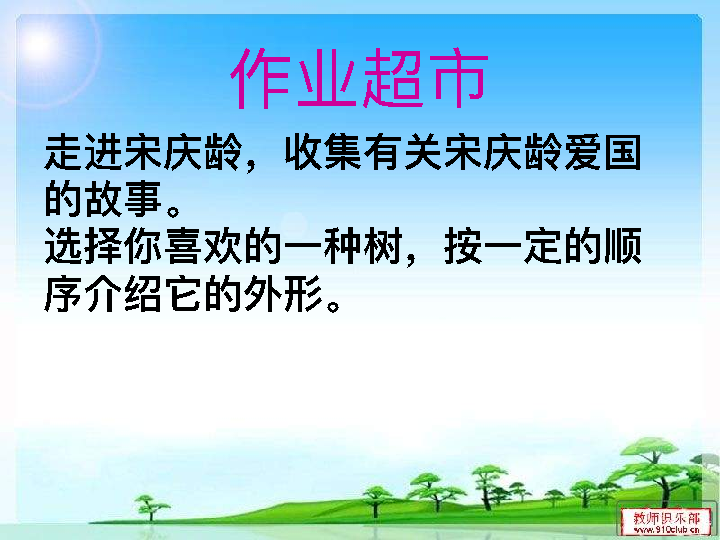 作业超市
走进宋庆龄，收集有关宋庆龄爱国
的故事。
选择你喜欢的一种树，按一定的顺
序介绍它的外形。
教师俱乐部
www.910club.cn